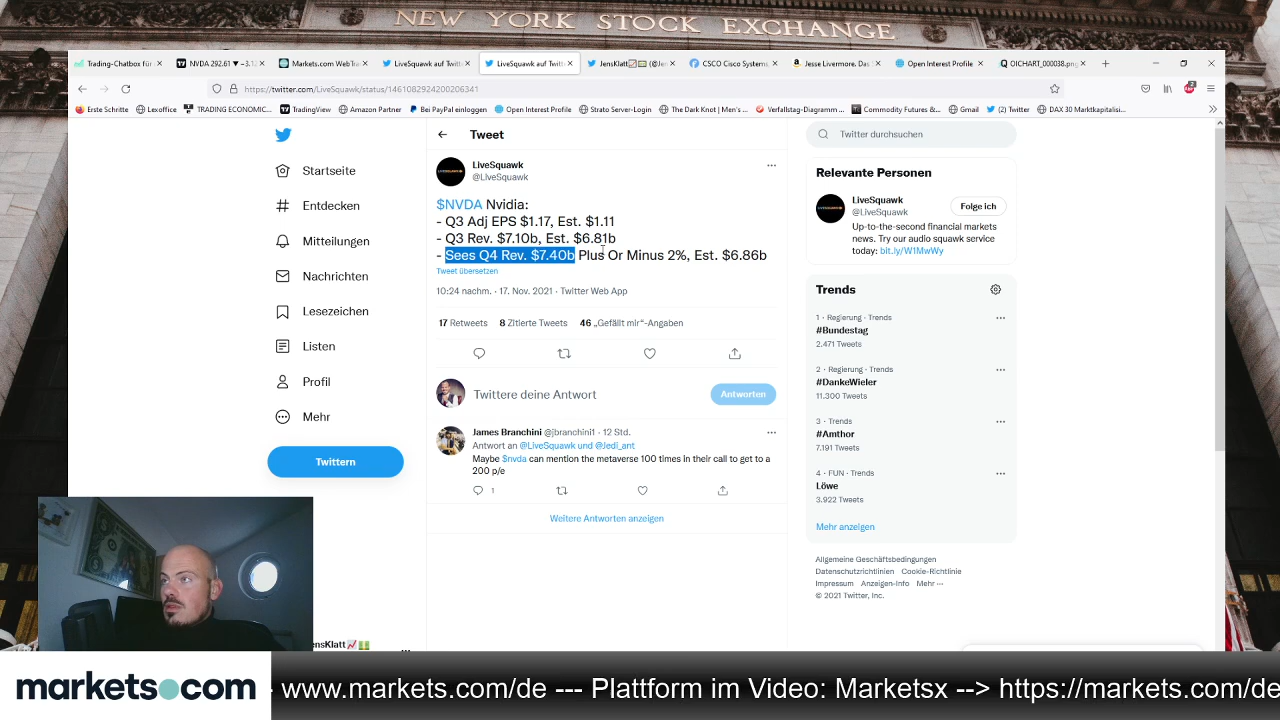 NEW YORK STOCK EXCHANGE
Trading-Chatbox für
NVDA 292.61 ▼ −3.1
Markets.com WebTra
LiveSquawk auf Twitt
LiveSquawk auf Twitt
JensKlatt📈💵 (@Jen
CSCO Cisco Systems,
Jesse Livermore, Das
Open Interest Profile
OICHART_000038.png
https://twitter.com/LiveSquawk/status/1461082924200206341
Erste Schritte
Lexoffice
TRADING ECONOMIC...
TradingView
Amazon Partner
Bei PayPal einloggen
Open Interest Profile
Strato Server-Login
The Dark Knot | Men's ...
Verfallstag-Diagramm ...
Commodity Futures &...
Gmail
(2) Twitter
DAX 30 Marktkapitalisi...
Startseite
Entdecken
Mitteilungen
Nachrichten
Lesezeichen
Listen
Profil
Mehr
Twittern
Tweet
LiveSquawk
@LiveSquawk
$NVDA Nvidia:
- Q3 Adj EPS $1.17, Est. $1.11
- Q3 Rev. $7.10b, Est. $6.81b
- Sees Q4 Rev. $7.40b Plus Or Minus 2%, Est. $6.86b
Tweet übersetzen
10:24 nachm. · 17. Nov. 2021 · Twitter Web App
17 Retweets 8 Zitierte Tweets 46 „Gefällt mir“-Angaben
Twittere deine Antwort
Antworten
James Branchini @jbranchini1 · 12 Std.
Antwort an @LiveSquawk und @Jedi_ant
Maybe $nvda can mention the metaverse 100 times in their call to get to a
200 p/e
1
Weitere Antworten anzeigen
Twitter durchsuchen
Relevante Personen
LiveSquawk
@LiveSquawk
Folge ich
Up-to-the-second financial markets
news. Try our audio squawk service
today: bit.ly/W1MwWy
Trends
1 · Regierung · Trends
#Bundestag
2.471 Tweets
2 · Regierung · Trends
#DankeWieler
11.300 Tweets
3 · Trends
#Amthor
7.191 Tweets
4 · FUN · Trends
Löwe
3.922 Tweets
Mehr anzeigen
Allgemeine Geschäftsbedingungen
Datenschutzrichtlinien Cookie-Richtlinie
Impressum Anzeigen-Info Mehr ···
© 2021 Twitter, Inc.
ensKlatt📈💵
markets.com
- www.markets.com/de --- Plattform im Video: Marketsx --> https://markets.com/de